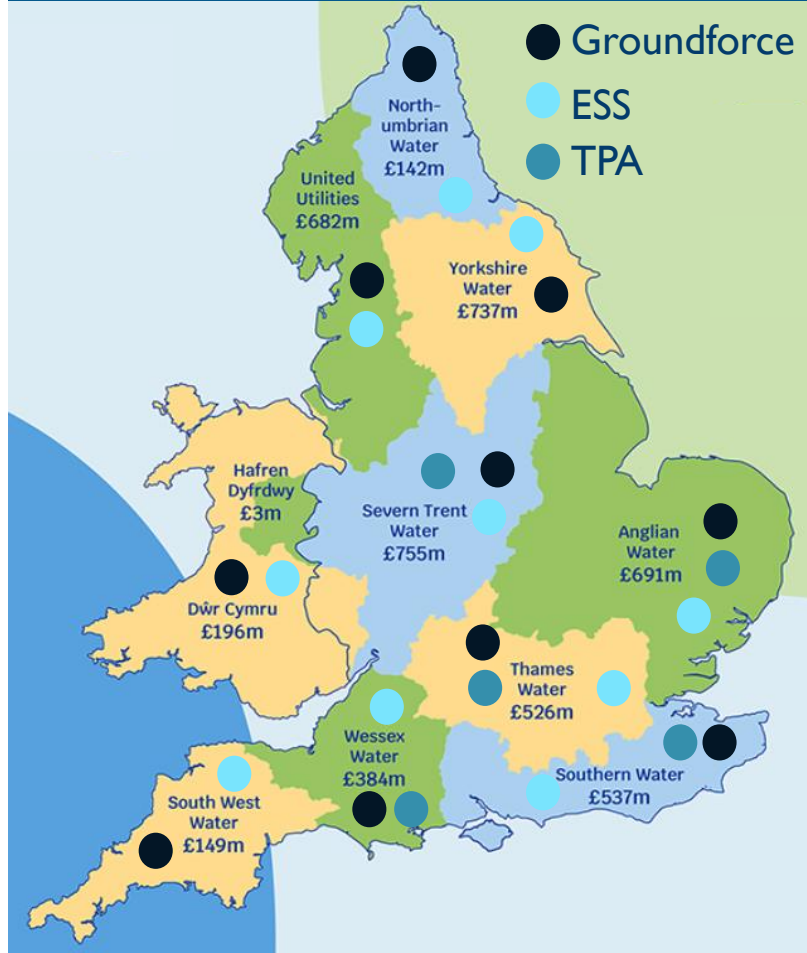 Groundforce
ESS
TPA
North-
umbrian
Water
£142m
United
Utilities
£682m
Yorkshire
Water
£737m
Hafren
Dyfrdwy
£3m
Severn Trent
Water
£755m
Anglian
Water
£691m
Dŵr Cymru
£196m
Thames
Water
£526m
Wessex
Water
£384m
Southern Water
£537m
South West
Water
£149m